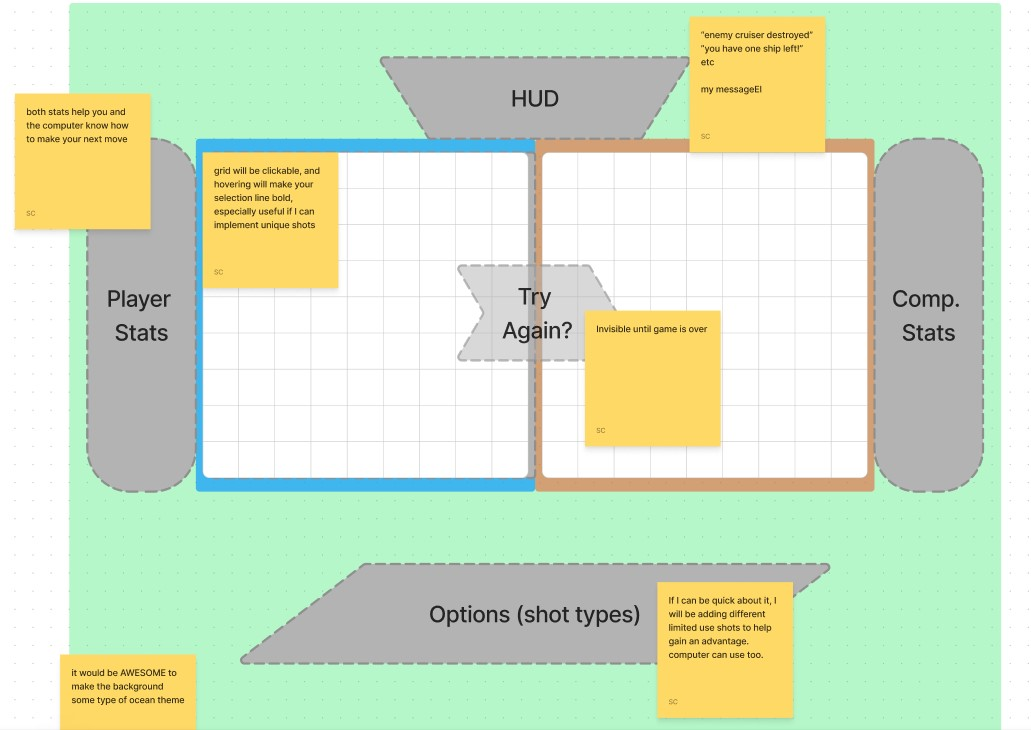 "enemy cruiser destroyed"
"you have one ship left!"
etc
my messageEl
SC
HUD
both stats help you and
the computer know how
to make your next move
SC
grid will be clickable, and
hovering will make your
selection line bold,
especially useful if I can
implement unique shots
SC
Player
Stats
Try
Again?
Invisible until game is over
SC
Comp.
Stats
Options (shot types)
If I can be quick about it, I
will be adding different
limited use shots to help
gain an advantage.
computer can use too.
SC
it would be AWESOME to
make the background
some type of ocean theme